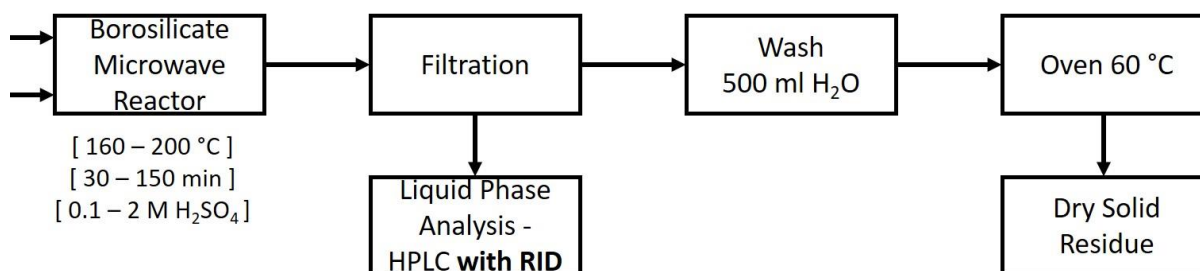 Borosilicate
Microwave
Reactor
[ 160 – 200 °C ]
[ 30 – 150 min ]
[ 0.1 – 2 M H₂SO₄ ]
Filtration
Liquid Phase
Analysis -
HPLC with RID
Wash
500 ml H₂O
Oven 60 °C
Dry Solid
Residue